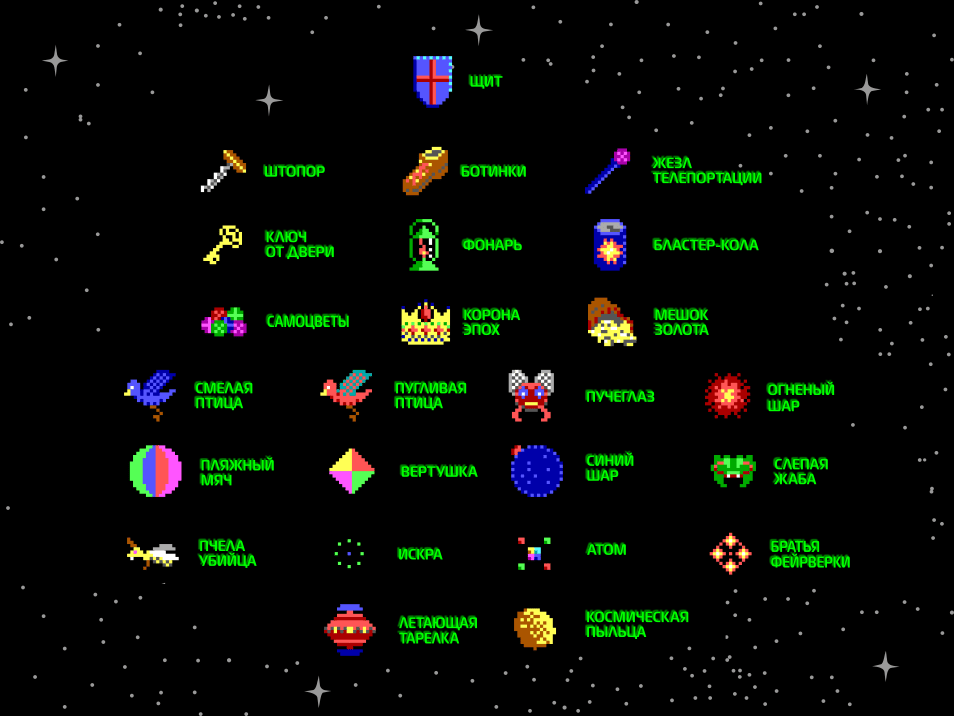 ЩИТ
ШТОПОР
БОТИНКИ
ЖЕЗЛ
ТЕЛЕПОРТАЦИИ
КЛЮЧ
ОТ ДВЕРИ
ФОНАРЬ
БЛАСТЕР-КОЛА
САМОЦВЕТЫ
КОРОНА
ЭПОХ
МЕШОК
ЗОЛОТА
СМЕЛАЯ
ПТИЦА
ПУГЛИВАЯ
ПТИЦА
ПУЧЕГЛАЗ
ОГНЕНЫЙ
ШАР
ПЛЯЖНЫЙ
МЯЧ
ВЕРТУШКА
СИНИЙ
ШАР
СЛЕПАЯ
ЖАБА
ПЧЕЛА
УБИЙЦА
ИСКРА
АТОМ
БРАТЬЯ
ФЕЙРВЕРКИ
ЛЕТАЮЩАЯ
ТАРЕЛКА
КОСМИЧЕСКАЯ
ПЫЛЬЦА